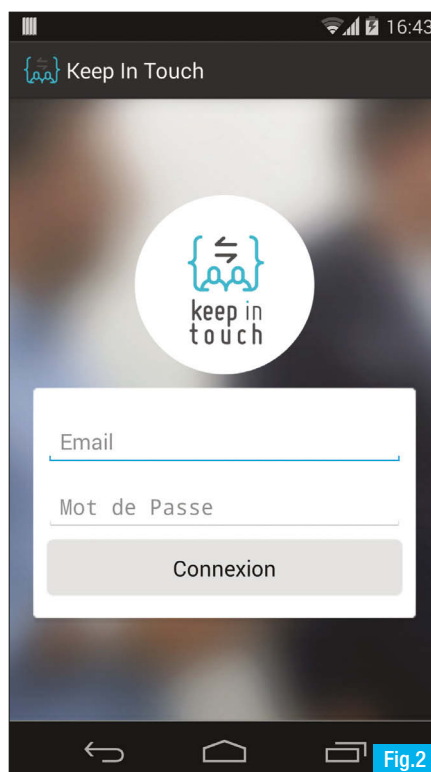 16:43
Keep In Touch
keep in
touch
Email
Mot de Passe
Connexion
Fig.2